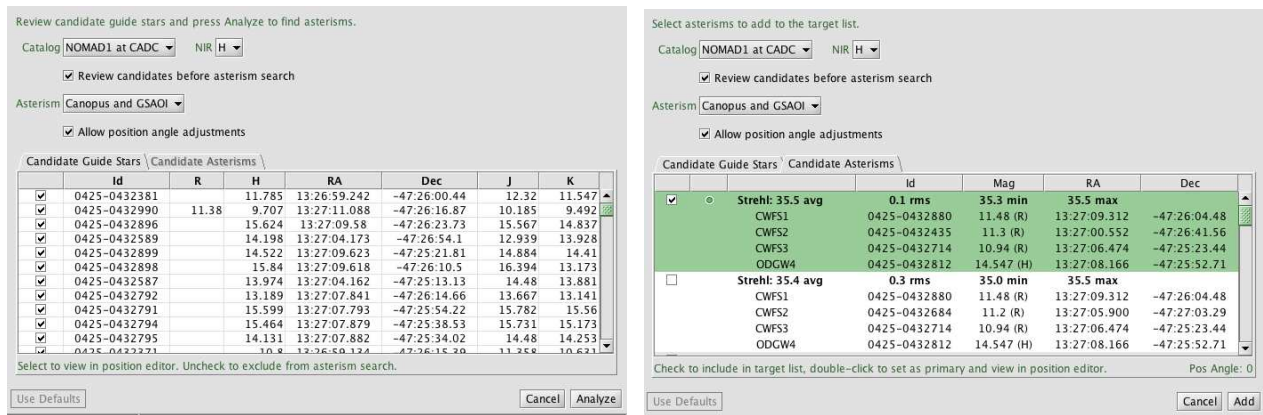 Review candidate guide stars and press Analyze to find asterisms.
Catalog NOMAD1 at CADC NIR H
Review candidates before asterism search
Asterism Canopus and GSAOI
Allow position angle adjustments
Candidate Guide Stars Candidate Asterisms
Id R H RA Dec J K
0425-0432381 11.785 13:26:59.242 -47:26:00.44 12.32 11.547
0425-0432990 11.38 9.707 13:27:11.088 -47:26:16.87 10.185 9.492
0425-0432896 15.624 13:27:09.58 -47:26:23.73 15.567 14.837
0425-0432589 14.198 13:27:04.173 -47:26:54.1 12.939 13.928
0425-0432899 14.522 13:27:09.623 -47:25:21.81 14.884 14.41
0425-0432898 15.84 13:27:09.618 -47:26:10.5 16.394 13.173
0425-0432587 13.974 13:27:04.162 -47:25:13.13 14.48 13.881
0425-0432792 13.189 13:27:07.841 -47:26:14.66 13.667 13.141
0425-0432791 15.599 13:27:07.793 -47:25:54.22 15.782 15.56
0425-0432794 15.464 13:27:07.879 -47:25:38.53 15.731 15.173
0425-0432795 14.131 13:27:07.882 -47:25:34.02 14.48 14.253
0425-0432371 10.8 13:26:59.134 -47:26:15.39 11.358 10.631
Select to view in position editor. Uncheck to exclude from asterism search.
Use Defaults Cancel Analyze
Select asterisms to add to the target list.
Catalog NOMAD1 at CADC NIR H
Review candidates before asterism search
Asterism Canopus and GSAOI
Allow position angle adjustments
Candidate Guide Stars Candidate Asterisms
Id Mag RA Dec
Strehl: 35.5 avg 0.1 rms 35.3 min 35.5 max
CWFS1 0425-0432880 11.48 (R) 13:27:09.312 -47:26:04.48
CWFS2 0425-0432435 11.3 (R) 13:27:00.552 -47:26:41.56
CWFS3 0425-0432714 10.94 (R) 13:27:06.474 -47:25:23.44
ODGW4 0425-0432812 14.547 (H) 13:27:08.166 -47:25:52.71
Strehl: 35.4 avg 0.3 rms 35.0 min 35.5 max
CWFS1 0425-0432880 11.48 (R) 13:27:09.312 -47:26:04.48
CWFS2 0425-0432684 11.2 (R) 13:27:05.900 -47:27:03.29
CWFS3 0425-0432714 10.94 (R) 13:27:06.474 -47:25:23.44
ODGW4 0425-0432812 14.547 (H) 13:27:08.166 -47:25:52.71
Check to include in target list, double-click to set as primary and view in position editor. Pos Angle: 0
Use Defaults Cancel Add